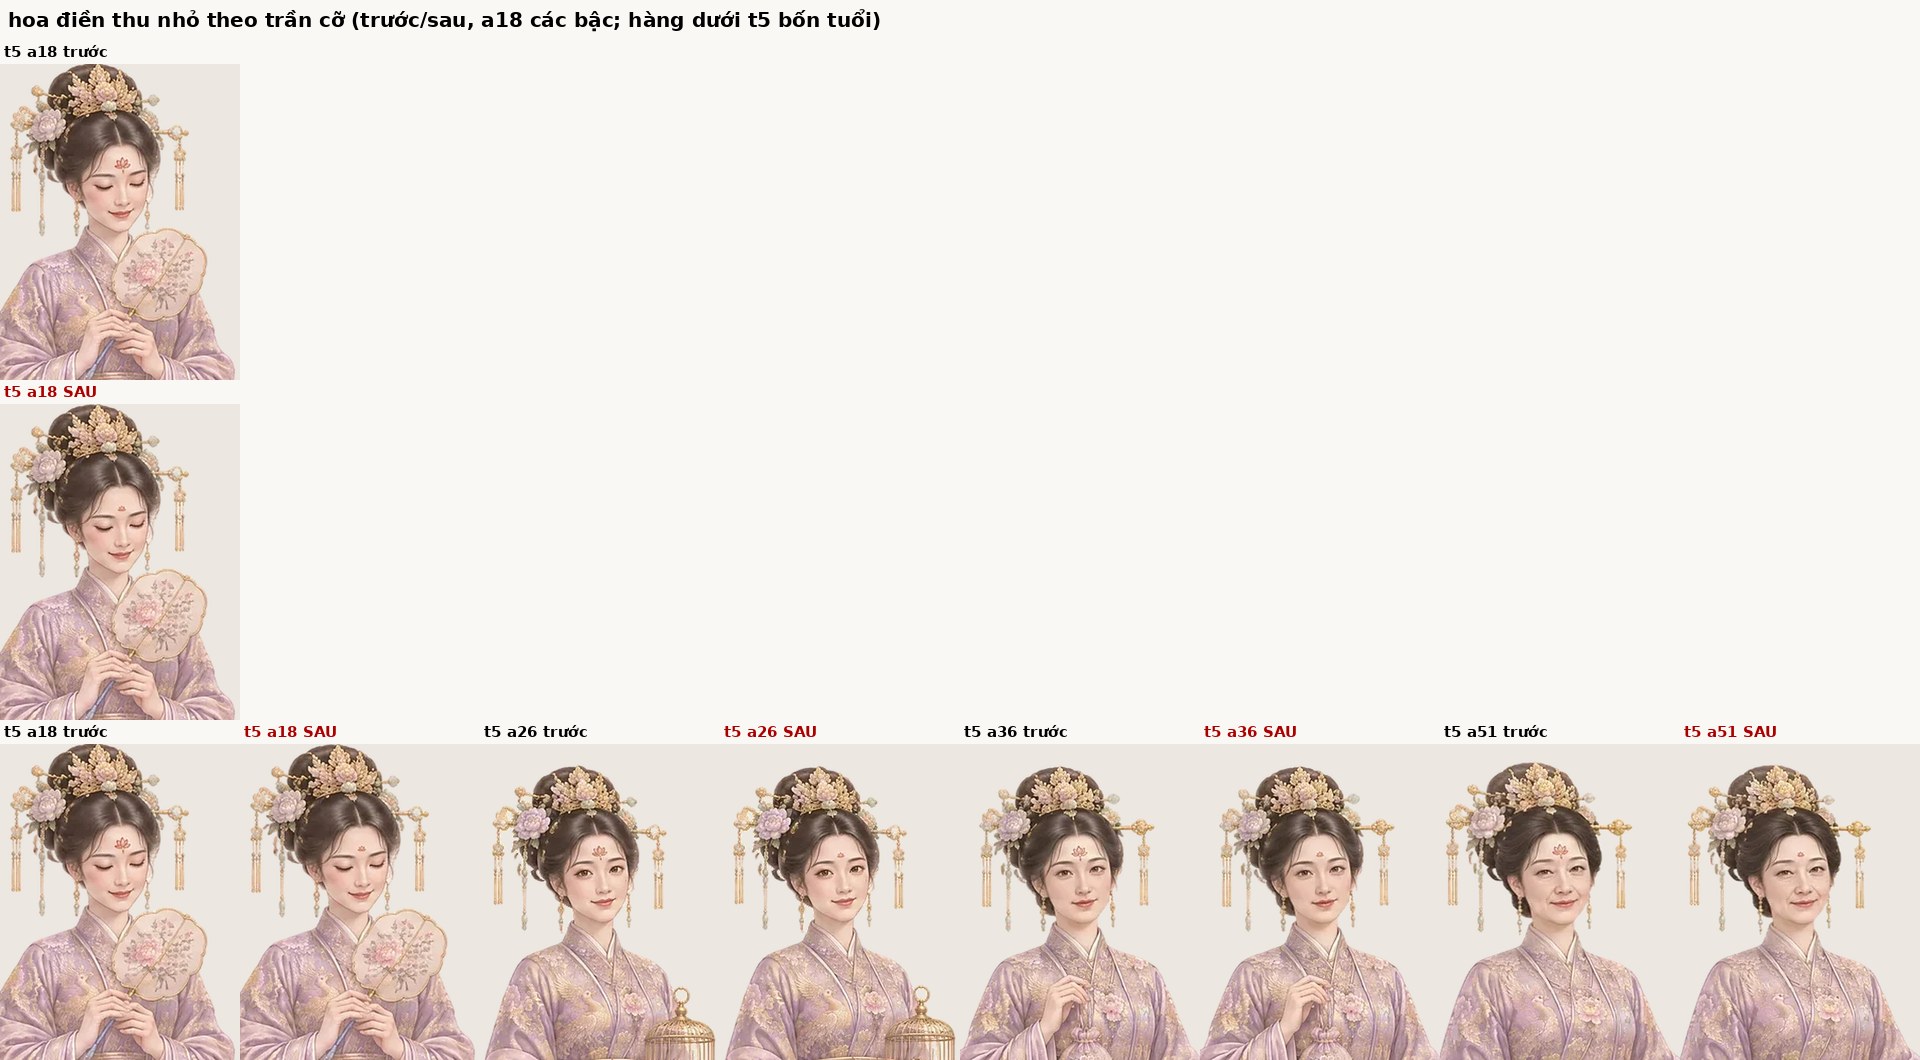 hoa điền thu nhỏ theo trần cỡ (trước/sau, a18 các bậc; hàng dưới t5 bốn tuổi)
t5 a18 trước
t5 a18 SAU
t5 a18 trước
t5 a18 SAU
t5 a26 trước
t5 a26 SAU
t5 a36 trước
t5 a36 SAU
t5 a51 trước
t5 a51 SAU